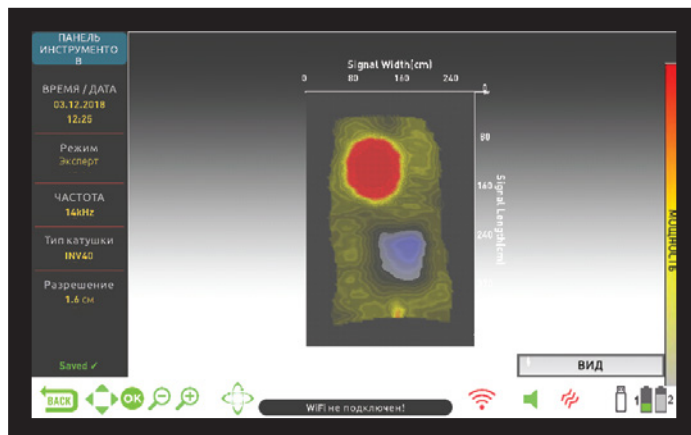 ПАНЕЛЬ
ИНСТРУМЕНТО
В
ВРЕМЯ / ДАТА
03.12.2018
12:25
Режим
Эксперт
ЧАСТОТА
14kHz
Тип катушки
INV40
Разрешение
1.6 см
Saved ✓
Signal Width(cm)
0 80 160 240
0
80
160
240
Signal Length(cm)
МОЩНОСТЬ
ВИД
BACK
OK
WiFi не подключен!
1 2